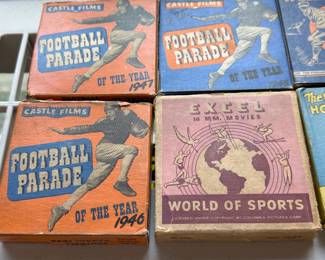 CASTLE FILMS
FOOTBALL
PARADE
OF THE YEAR
1947
CASTLE FILMS
FOOTBALL
PARADE
OF THE YEAR
CASTLE FILMS
FOOTBALL
PARADE
OF THE YEAR
1946
EXCEL
16 MM. MOVIES
WORLD OF SPORTS
The